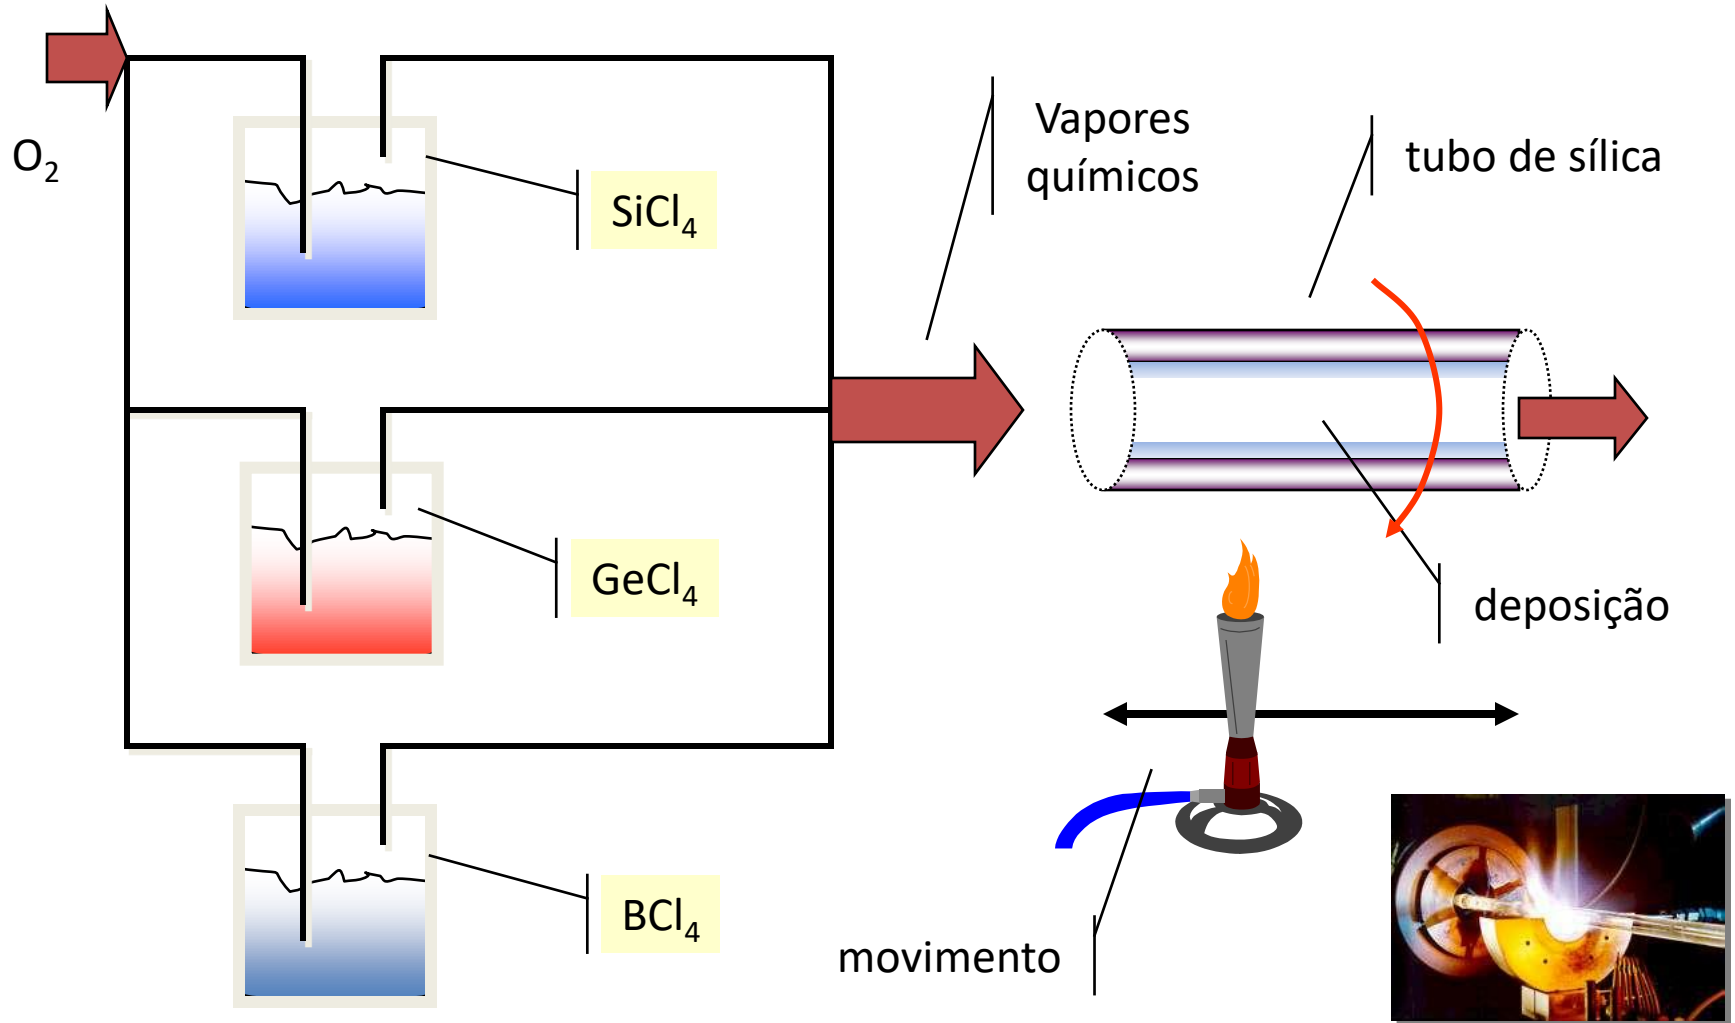 O₂
SiCl₄
GeCl₄
BCl₄
Vapores
químicos
tubo de sílica
deposição
movimento